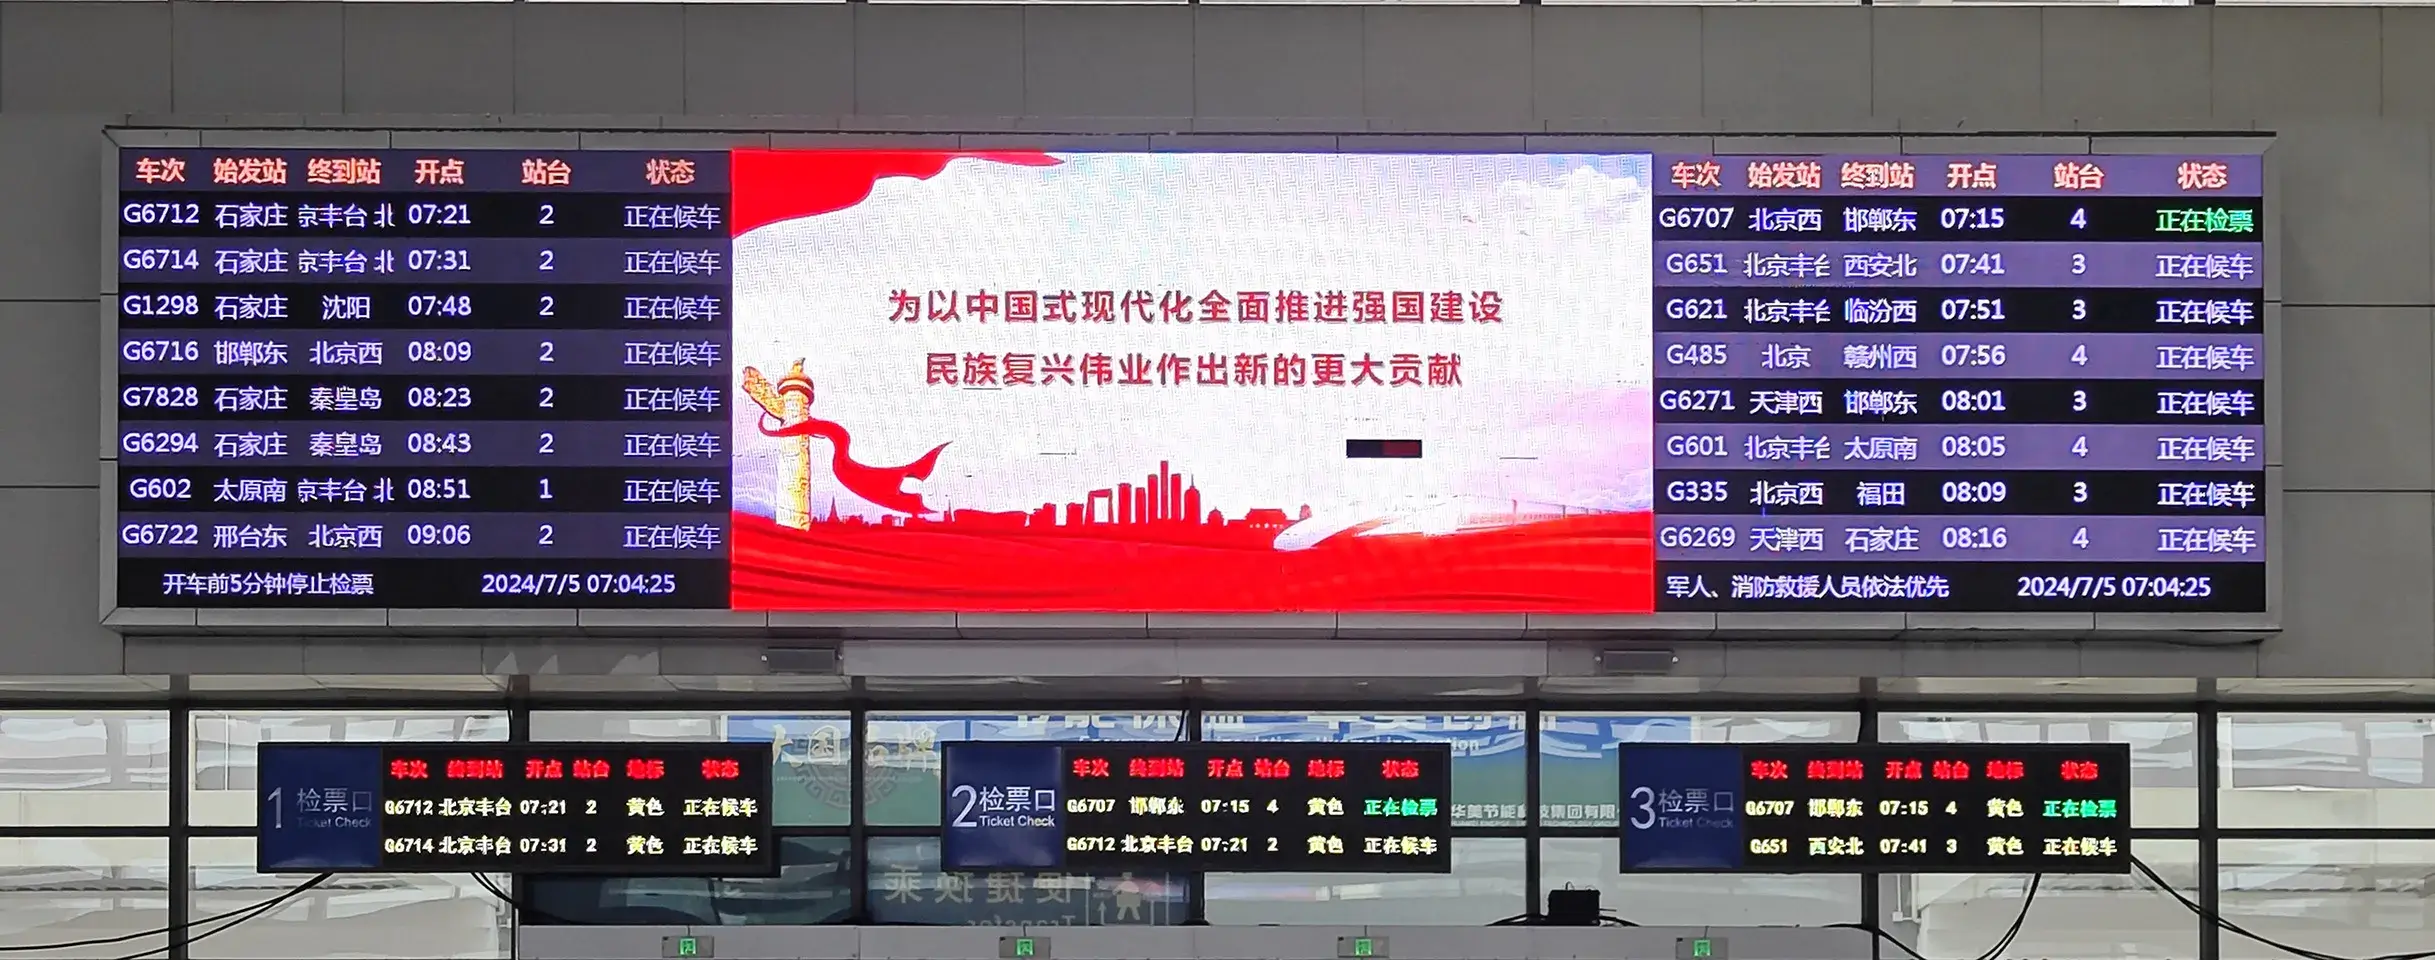 车次 始发站 终到站 开点 站台 状态
G6712 石家庄 京丰台 北 07:21 2 正在候车
G6714 石家庄 京丰台 北 07:31 2 正在候车
G1298 石家庄 沈阳 07:48 2 正在候车
G6716 邯郸东 北京西 08:09 2 正在候车
G7828 石家庄 秦皇岛 08:23 2 正在候车
G6294 石家庄 秦皇岛 08:43 2 正在候车
G602 太原南 京丰台 北 08:51 1 正在候车
G6722 邢台东 北京西 09:06 2 正在候车
开车前5分钟停止检票 2024/7/5 07:04:25
为以中国式现代化全面推进强国建设
民族复兴伟业作出新的更大贡献
车次 始发站 终到站 开点 站台 状态
G6707 北京西 邯郸东 07:15 4 正在检票
G651 北京丰台 西安北 07:41 3 正在候车
G621 北京丰台 临汾西 07:51 3 正在候车
G485 北京 赣州西 07:56 4 正在候车
G6271 天津西 邯郸东 08:01 3 正在候车
G601 北京丰台 太原南 08:05 4 正在候车
G335 北京西 福田 08:09 3 正在候车
G6269 天津西 石家庄 08:16 4 正在候车
军人、消防救援人员依法优先 2024/7/5 07:04:25
1 检票口
Ticket Check
车次 终到站 开点 站台 地标 状态
G6712 北京丰台 07:21 2 黄色 正在候车
G6714 北京丰台 07:31 2 黄色 正在候车
大国品牌
2 检票口
Ticket Check
车次 终到站 开点 站台 地标 状态
G6707 邯郸东 07:15 4 黄色 正在检票
G6712 北京丰台 07:21 2 黄色 正在候车
3 检票口
Ticket Check
车次 终到站 开点 站台 地标 状态
G6707 邯郸东 07:15 4 黄色 正在检票
G651 西安北 07:41 3 黄色 正在候车
便捷换乘
Transfer